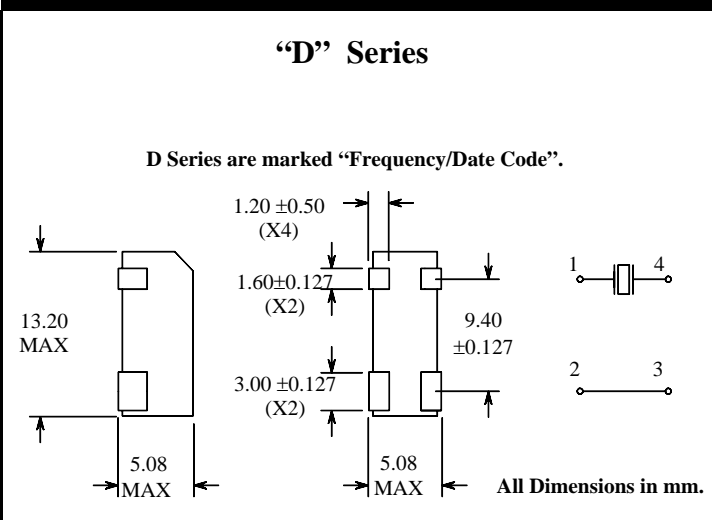 “D” Series
D Series are marked “Frequency/Date Code”.
1.20 ±0.50
(X4)
1.60±0.127
(X2)
13.20
MAX
3.00 ±0.127
(X2)
9.40
±0.127
1
4
2
3
5.08
MAX
5.08
MAX
All Dimensions in mm.